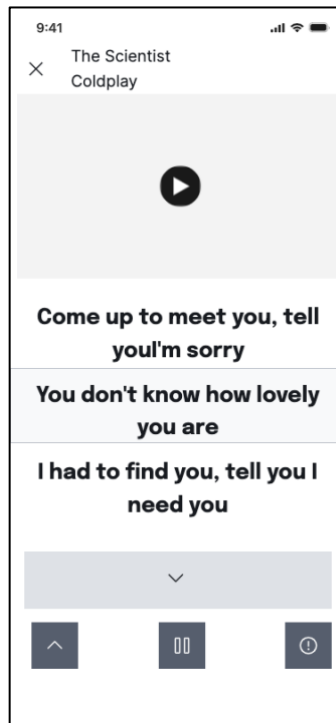 9:41
The Scientist
Coldplay
Come up to meet you, tell
youI'm sorry
You don't know how lovely
you are
I had to find you, tell you I
need you